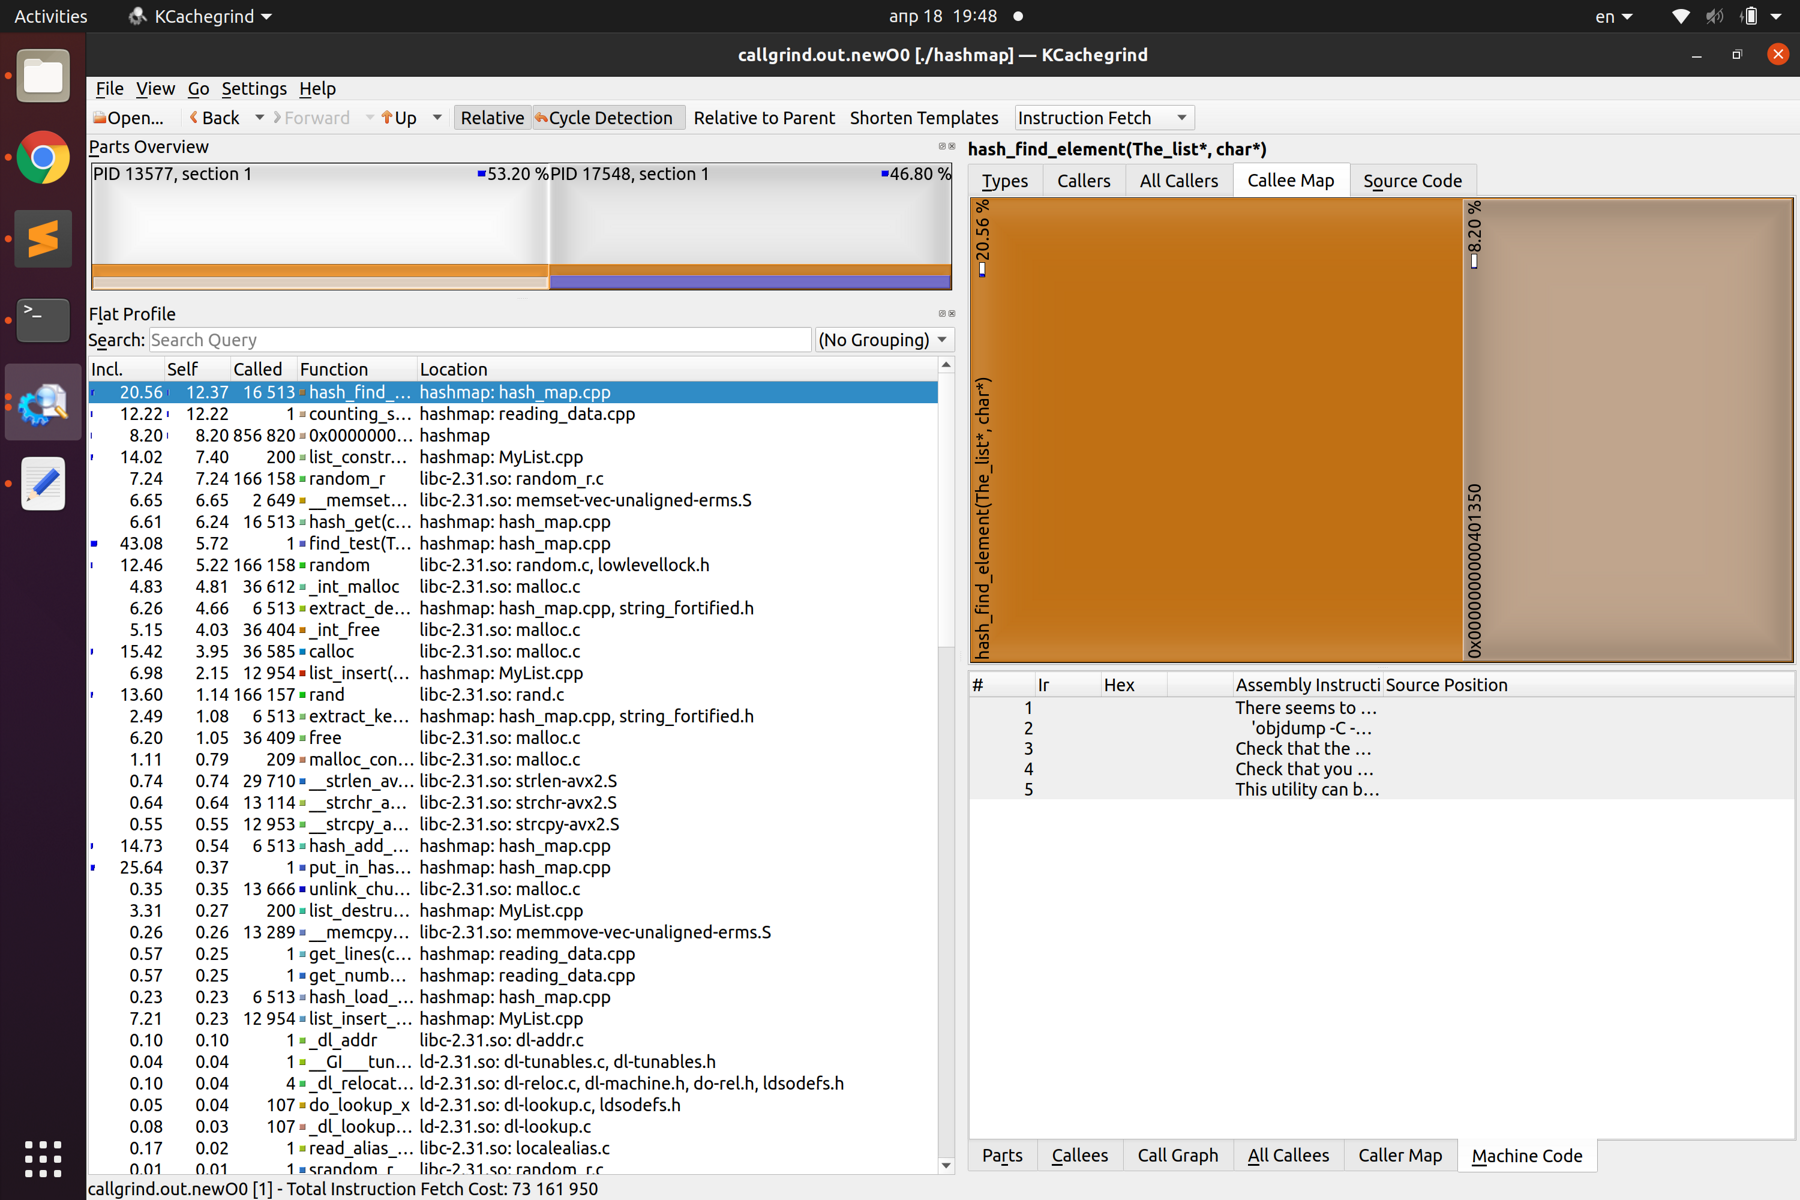 Activities KCachegrind апр 18 19:48 en
callgrind.out.newO0 [./hashmap] — KCachegrind
File View Go Settings Help
Open... Back Forward Up Relative Cycle Detection Relative to Parent Shorten Templates Instruction Fetch
Parts Overview
PID 13577, section 1 53.20 % PID 17548, section 1 46.80 %
Flat Profile
Search: Search Query (No Grouping)
Incl. Self Called Function Location
20.56 12.37 16 513 hash_find_... hashmap: hash_map.cpp
12.22 12.22 1 counting_s... hashmap: reading_data.cpp
8.20 8.20 856 820 0x0000000... hashmap
14.02 7.40 200 list_constr... hashmap: MyList.cpp
7.24 7.24 166 158 random_r libc-2.31.so: random_r.c
6.65 6.65 2 649 __memset... libc-2.31.so: memset-vec-unaligned-erms.S
6.61 6.24 16 513 hash_get(c... hashmap: hash_map.cpp
43.08 5.72 1 find_test(T... hashmap: hash_map.cpp
12.46 5.22 166 158 random libc-2.31.so: random.c, lowlevellock.h
4.83 4.81 36 612 _int_malloc libc-2.31.so: malloc.c
6.26 4.66 6 513 extract_de... hashmap: hash_map.cpp, string_fortified.h
5.15 4.03 36 404 _int_free libc-2.31.so: malloc.c
15.42 3.95 36 585 calloc libc-2.31.so: malloc.c
6.98 2.15 12 954 list_insert(... hashmap: MyList.cpp
13.60 1.14 166 157 rand libc-2.31.so: rand.c
2.49 1.08 6 513 extract_ke... hashmap: hash_map.cpp, string_fortified.h
6.20 1.05 36 409 free libc-2.31.so: malloc.c
1.11 0.79 209 malloc_con... libc-2.31.so: malloc.c
0.74 0.74 29 710 __strlen_av... libc-2.31.so: strlen-avx2.S
0.64 0.64 13 114 __strchr_a... libc-2.31.so: strchr-avx2.S
0.55 0.55 12 953 __strcpy_a... libc-2.31.so: strcpy-avx2.S
14.73 0.54 6 513 hash_add_... hashmap: hash_map.cpp
25.64 0.37 1 put_in_has... hashmap: hash_map.cpp
0.35 0.35 13 666 unlink_chu... libc-2.31.so: malloc.c
3.31 0.27 200 list_destru... hashmap: MyList.cpp
0.26 0.26 13 289 __memcpy... libc-2.31.so: memmove-vec-unaligned-erms.S
0.57 0.25 1 get_lines(c... hashmap: reading_data.cpp
0.57 0.25 1 get_numb... hashmap: reading_data.cpp
0.23 0.23 6 513 hash_load_... hashmap: hash_map.cpp
7.21 0.23 12 954 list_insert_... hashmap: MyList.cpp
0.10 0.10 1 _dl_addr libc-2.31.so: dl-addr.c
0.04 0.04 1 __GI___tun... ld-2.31.so: dl-tunables.c, dl-tunables.h
0.10 0.04 4 _dl_relocat... ld-2.31.so: dl-reloc.c, dl-machine.h, do-rel.h, ldsodefs.h
0.05 0.04 107 do_lookup_x ld-2.31.so: dl-lookup.c, ldsodefs.h
0.08 0.03 107 _dl_lookup... ld-2.31.so: dl-lookup.c
0.17 0.02 1 read_alias_... libc-2.31.so: localealias.c
0.01 0.01 1 srandom_r libc-2.31.so: random_r.c
callgrind.out.newO0 [1] - Total Instruction Fetch Cost: 73 161 950
hash_find_element(The_list*, char*)
Types Callers All Callers Callee Map Source Code
hash_find_element(The_list*, char*) 20.56 %
0x0000000000401350 8.20 %
# Ir Hex Assembly Instructi Source Position
1 There seems to ...
2 'objdump -C -...
3 Check that the ...
4 Check that you ...
5 This utility can b...
Parts Callees Call Graph All Callees Caller Map Machine Code